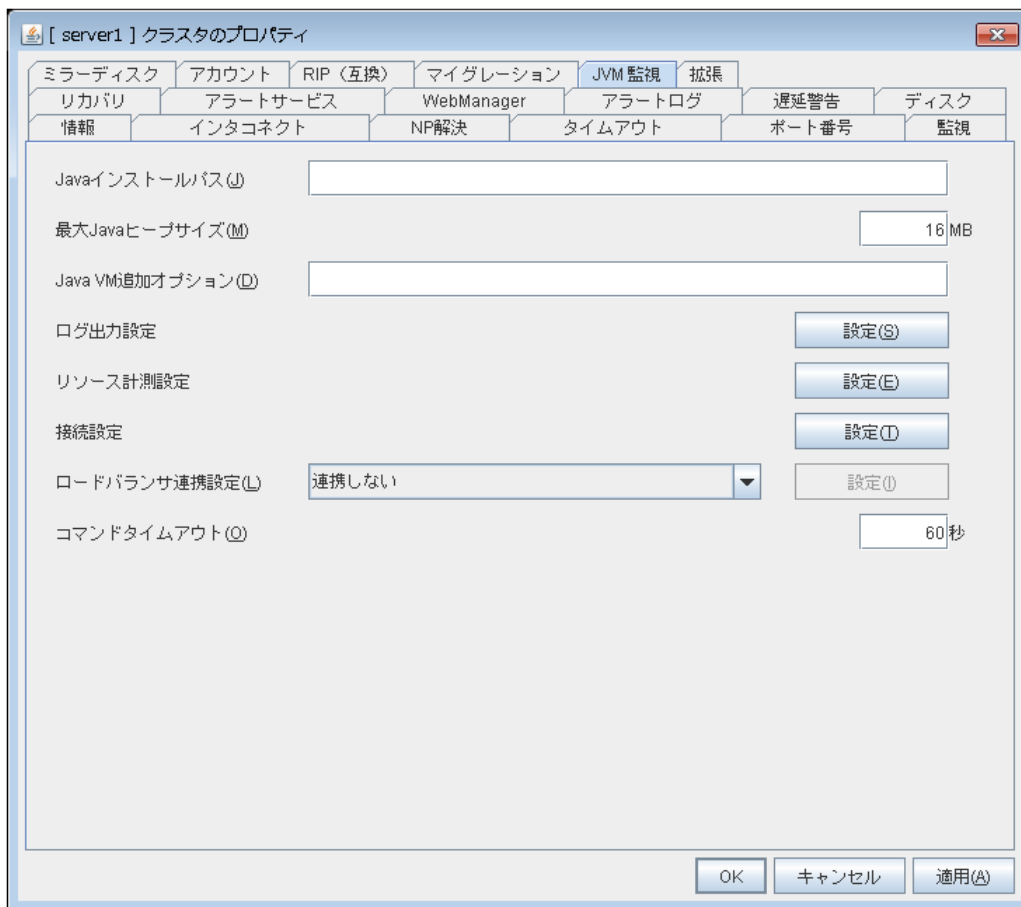 [ server1 ] クラスタのプロパティ
ミラーディスク アカウント RIP（互換） マイグレーション JVM監視 拡張
リカバリ アラートサービス WebManager アラートログ 遅延警告 ディスク
情報 インタコネクト NP解決 タイムアウト ポート番号 監視
Javaインストールパス(J)
最大Javaヒープサイズ(M) 16 MB
Java VM追加オプション(D)
ログ出力設定 設定(S)
リソース計測設定 設定(E)
接続設定 設定(T)
ロードバランサ連携設定(L) 連携しない 設定(I)
コマンドタイムアウト(O) 60 秒
OK キャンセル 適用(A)